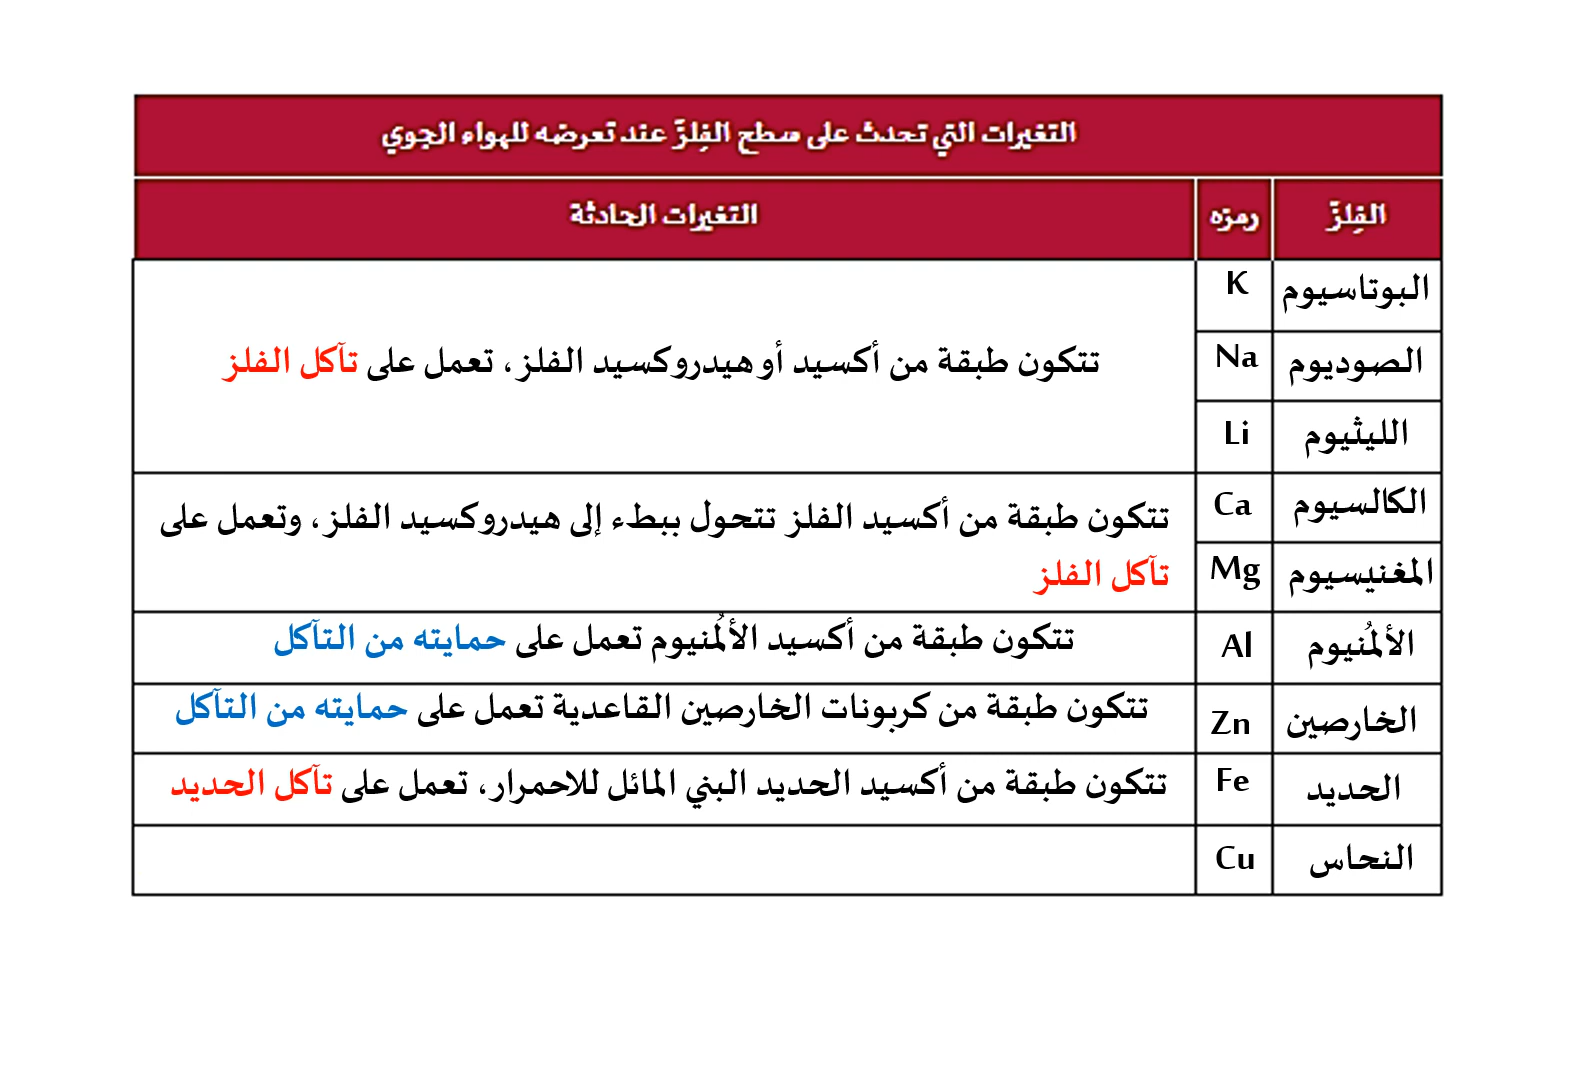 التغيرات التي تحدث على سطح الفِلزّ عند تعرضه للهواء الجوي
الفِلزّ رمزه التغيرات الحادثة
البوتاسيوم K
تتكون طبقة من أكسيد أو هيدروكسيد الفلز، تعمل على تآكل الفلز
الصوديوم Na
الليثيوم Li
الكالسيوم Ca
تتكون طبقة من أكسيد الفلز تتحول ببطء إلى هيدروكسيد الفلز، وتعمل على
تآكل الفلز
المغنيسيوم Mg
الألمُنيوم Al تتكون طبقة من أكسيد الألمُنيوم تعمل على حمايته من التآكل
الخارصين Zn تتكون طبقة من كربونات الخارصين القاعدية تعمل على حمايته من التآكل
الحديد Fe تتكون طبقة من أكسيد الحديد البني المائل للاحمرار، تعمل على تآكل الحديد
النحاس Cu